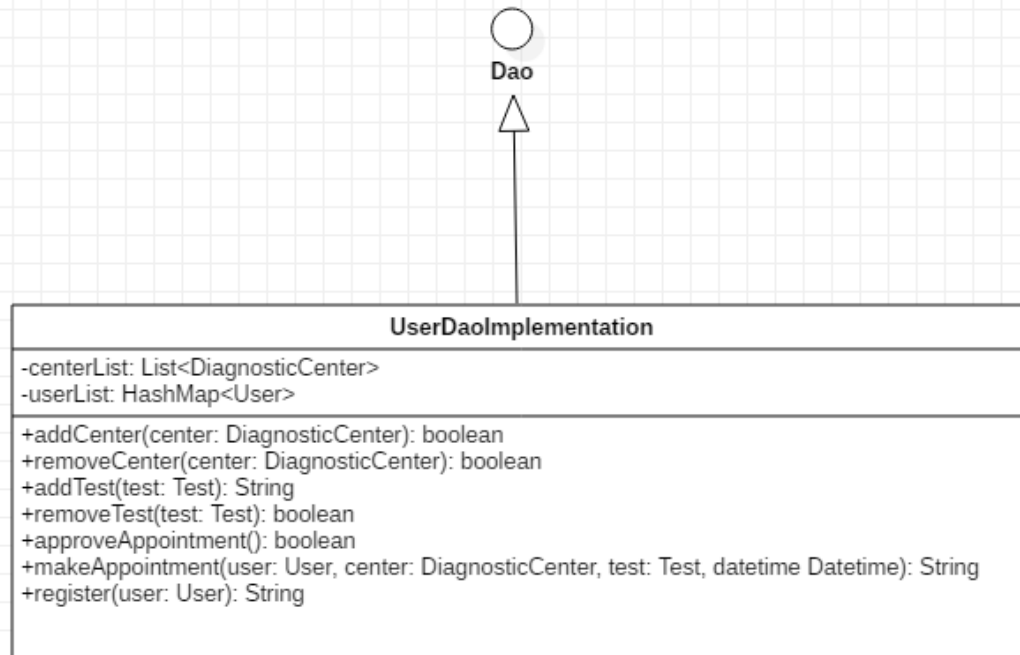 Dao
UserDaoImplementation
-centerList: List<DiagnosticCenter>
-userList: HashMap<User>
+addCenter(center: DiagnosticCenter): boolean
+removeCenter(center: DiagnosticCenter): boolean
+addTest(test: Test): String
+removeTest(test: Test): boolean
+approveAppointment(): boolean
+makeAppointment(user: User, center: DiagnosticCenter, test: Test, datetime Datetime): String
+register(user: User): String